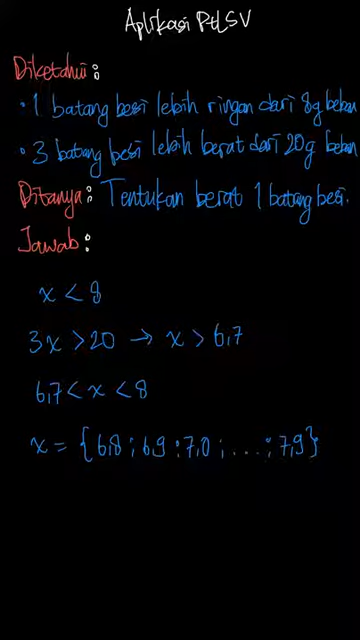 Aplikasi PtLSV
Diketahui:
• 1 batang besi lebih ringan dari 8g beban
• 3 batang besi lebih berat dari 20g beban
Ditanya: Tentukan berat 1 batang besi.
Jawab:
x < 8
3x > 20 → x > 6,7
6,7 < x < 8
x = {6,8 ; 6,9 ; 7,0 ; ... ; 7,9}